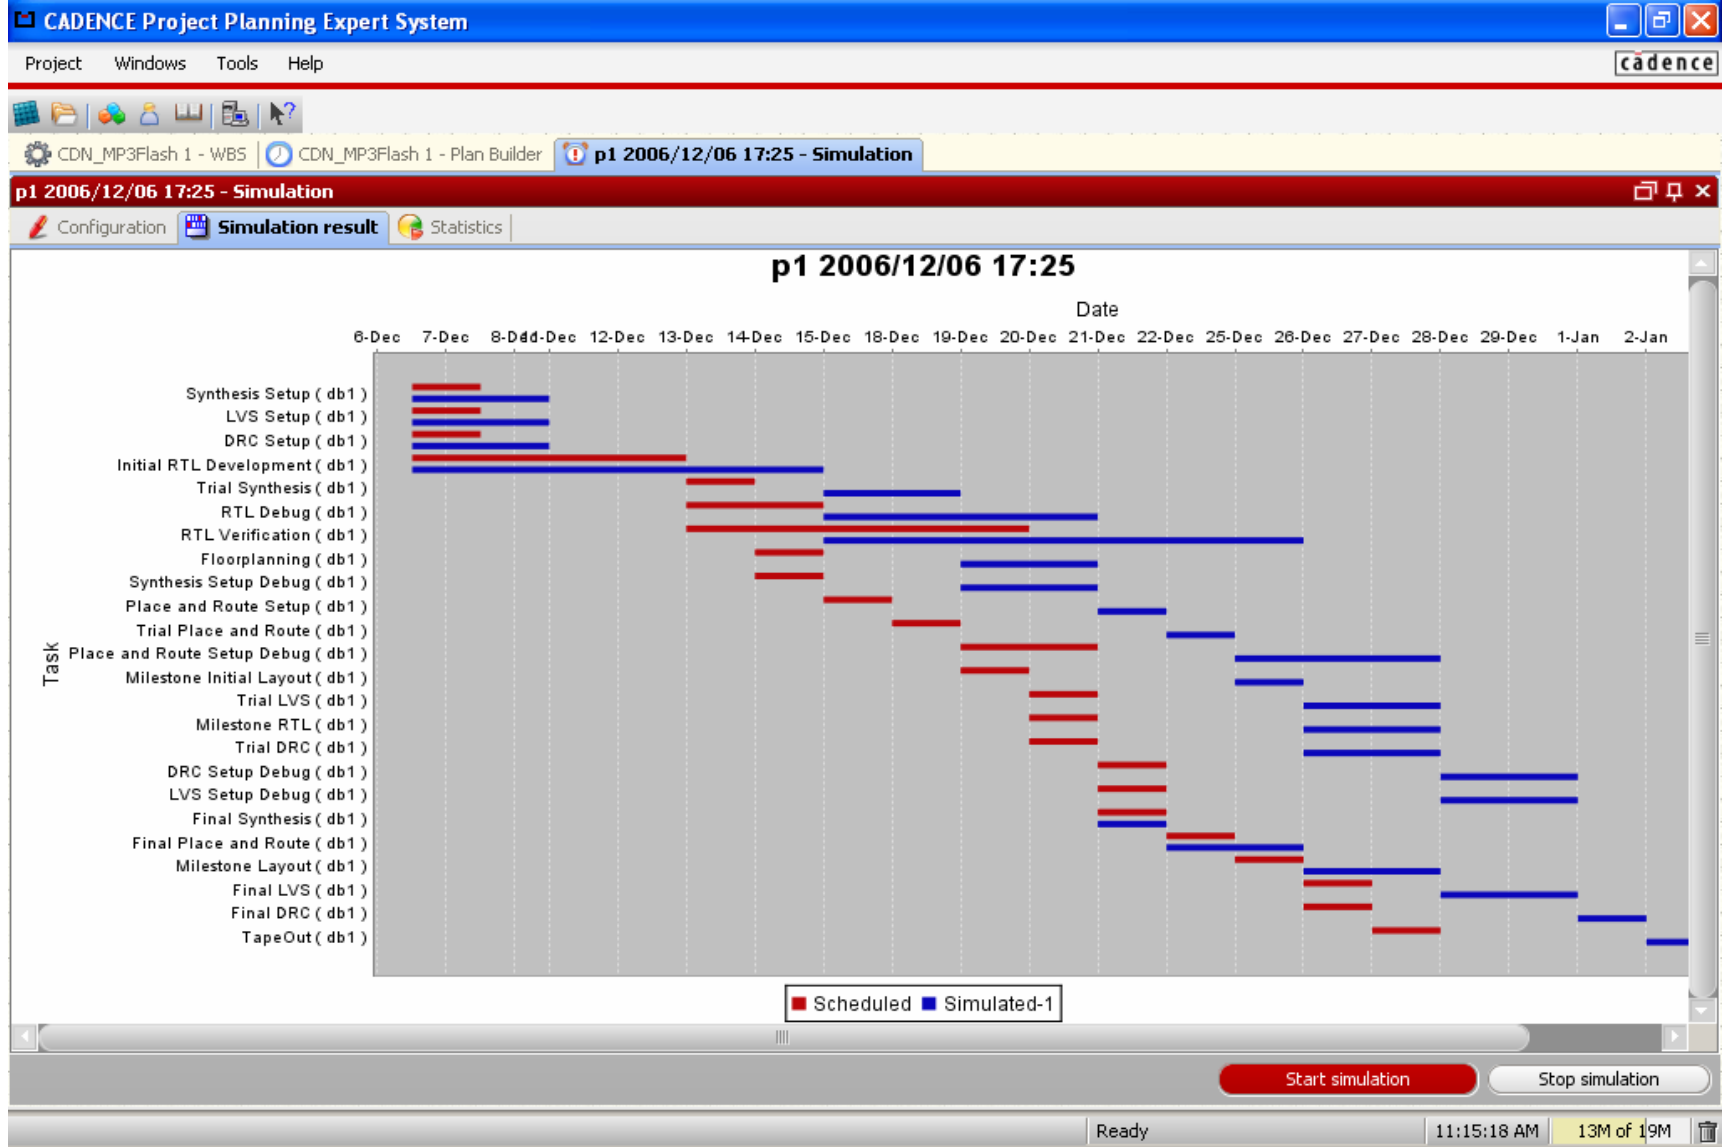 CADENCE Project Planning Expert System
Project Windows Tools Help
cādence
CDN_MP3Flash 1 - WBS CDN_MP3Flash 1 - Plan Builder p1 2006/12/06 17:25 - Simulation
p1 2006/12/06 17:25 - Simulation
Configuration Simulation result Statistics
p1 2006/12/06 17:25
Date
6-Dec 7-Dec 8-Dec 11-Dec 12-Dec 13-Dec 14-Dec 15-Dec 18-Dec 19-Dec 20-Dec 21-Dec 22-Dec 25-Dec 26-Dec 27-Dec 28-Dec 29-Dec 1-Jan 2-Jan
Task
Synthesis Setup ( db1 )
LVS Setup ( db1 )
DRC Setup ( db1 )
Initial RTL Development ( db1 )
Trial Synthesis ( db1 )
RTL Debug ( db1 )
RTL Verification ( db1 )
Floorplanning ( db1 )
Synthesis Setup Debug ( db1 )
Place and Route Setup ( db1 )
Trial Place and Route ( db1 )
Place and Route Setup Debug ( db1 )
Milestone Initial Layout ( db1 )
Trial LVS ( db1 )
Milestone RTL ( db1 )
Trial DRC ( db1 )
DRC Setup Debug ( db1 )
LVS Setup Debug ( db1 )
Final Synthesis ( db1 )
Final Place and Route ( db1 )
Milestone Layout ( db1 )
Final LVS ( db1 )
Final DRC ( db1 )
TapeOut ( db1 )
Scheduled Simulated-1
Start simulation Stop simulation
Ready 11:15:18 AM 13M of 19M